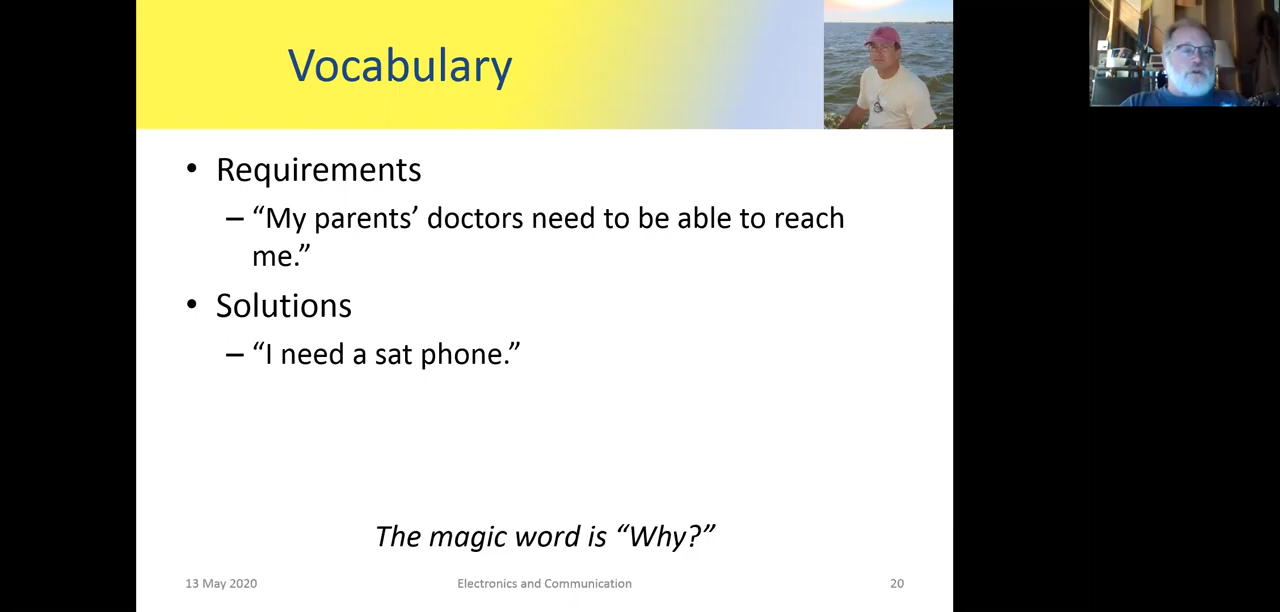 Vocabulary
• Requirements
– “My parents’ doctors need to be able to reach
me.”
• Solutions
– “I need a sat phone.”
The magic word is “Why?”
13 May 2020
Electronics and Communication
20